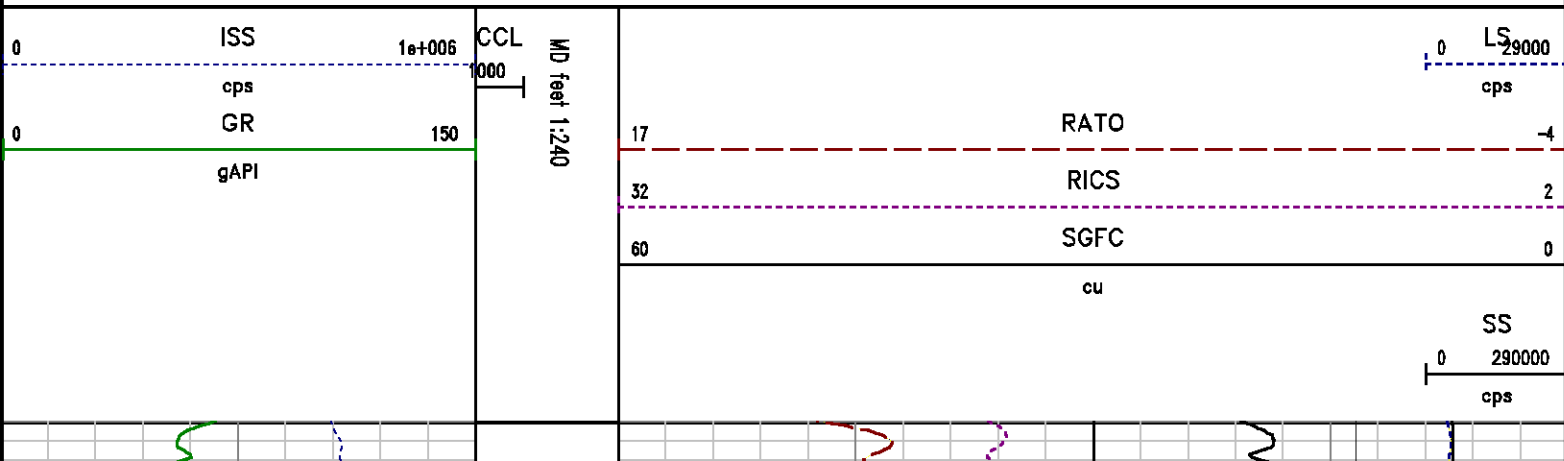 ISS
0 1e+006
cps
GR
0 150
gAPI
CCL
1000
MD feet 1:240
LS
0 29000
cps
RATO
17 -4
RICS
32 2
SGFC
60 0
cu
SS
0 290000
cps